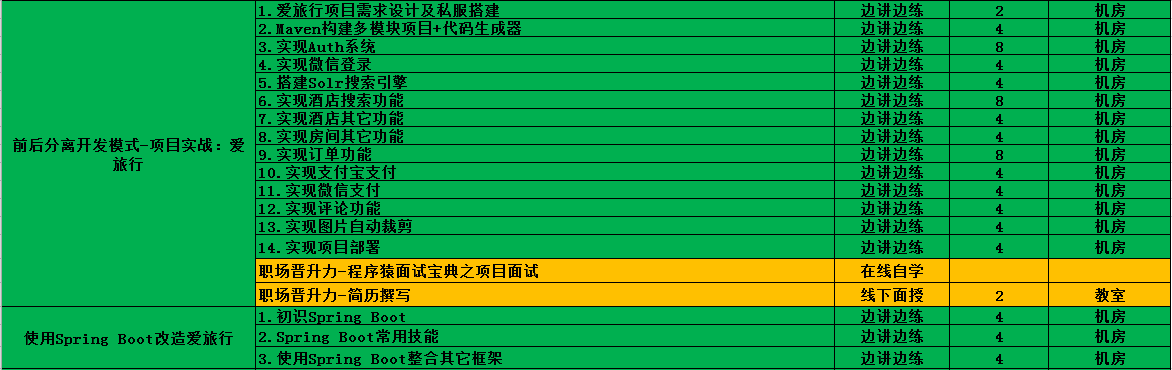 前后分离开发模式-项目实战：爱
旅行
1.爱旅行项目需求设计及私服搭建 边讲边练 2 机房
2.Maven构建多模块项目+代码生成器 边讲边练 4 机房
3.实现Auth系统 边讲边练 8 机房
4.实现微信登录 边讲边练 4 机房
5.搭建Solr搜索引擎 边讲边练 4 机房
6.实现酒店搜索功能 边讲边练 8 机房
7.实现酒店其它功能 边讲边练 4 机房
8.实现房间其它功能 边讲边练 4 机房
9.实现订单功能 边讲边练 8 机房
10.实现支付宝支付 边讲边练 4 机房
11.实现微信支付 边讲边练 4 机房
12.实现评论功能 边讲边练 4 机房
13.实现图片自动裁剪 边讲边练 4 机房
14.实现项目部署 边讲边练 4 机房
职场晋升力-程序猿面试宝典之项目面试 在线自学
职场晋升力-简历撰写 线下面授 2 教室
使用Spring Boot改造爱旅行
1.初识Spring Boot 边讲边练 4 机房
2.Spring Boot常用技能 边讲边练 4 机房
3.使用Spring Boot整合其它框架 边讲边练 4 机房